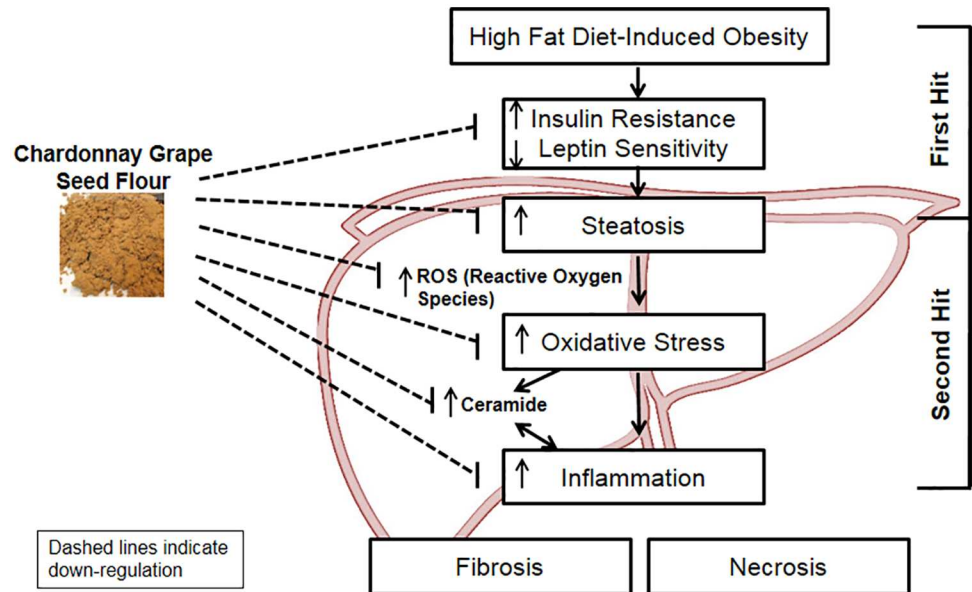 High Fat Diet-Induced Obesity
↑ Insulin Resistance
↓ Leptin Sensitivity
First Hit
Chardonnay Grape
Seed Flour
↑ Steatosis
↑ ROS (Reactive Oxygen
Species)
↑ Oxidative Stress
Second Hit
↑ Ceramide
↑ Inflammation
Dashed lines indicate
down-regulation
Fibrosis
Necrosis